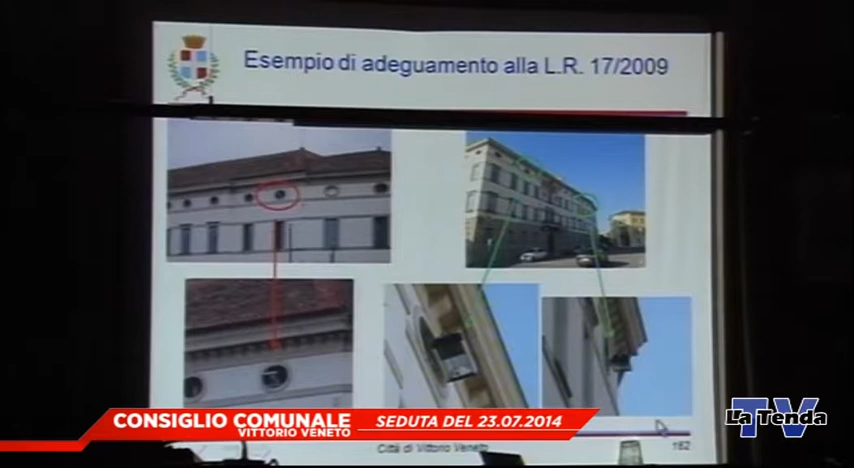 Esempio di adeguamento alla L.R. 17/2009
CONSIGLIO COMUNALE
VITTORIO VENETO
SEDUTA DEL 23.07.2014
TV
La Tenda
Città di Vittorio Veneto
162